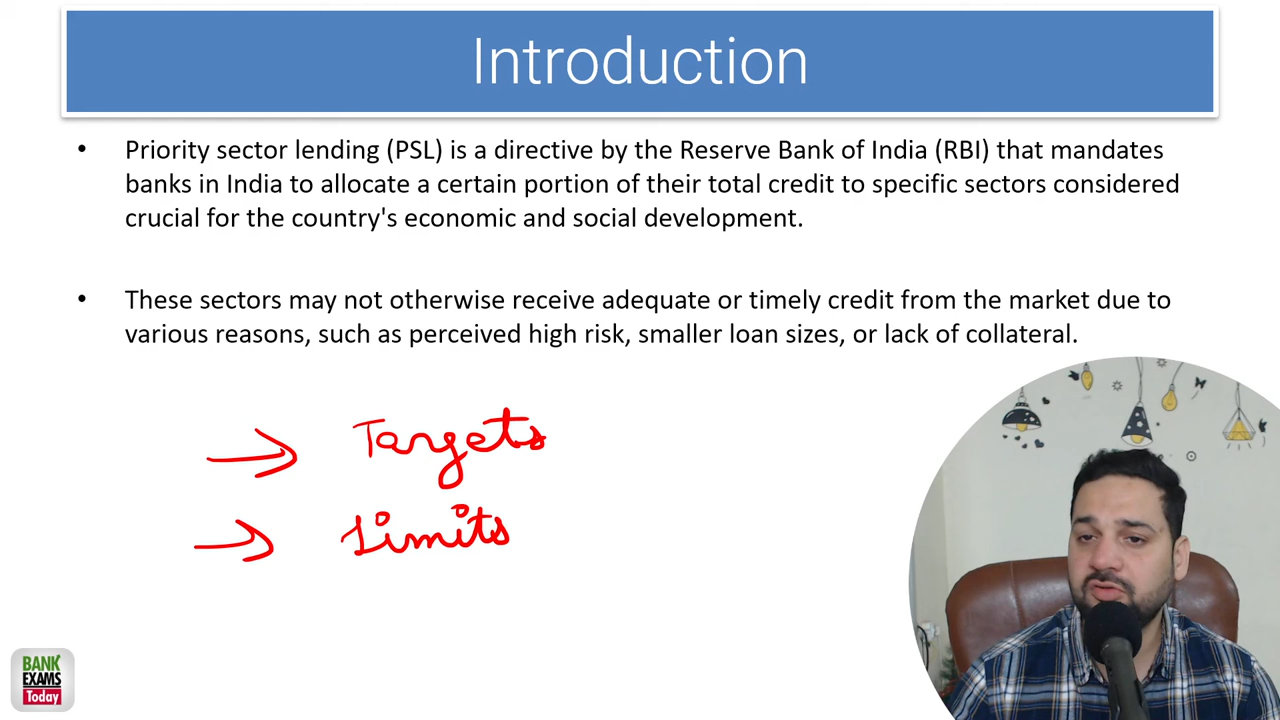 Introduction
• Priority sector lending (PSL) is a directive by the Reserve Bank of India (RBI) that mandates
banks in India to allocate a certain portion of their total credit to specific sectors considered
crucial for the country's economic and social development.
• These sectors may not otherwise receive adequate or timely credit from the market due to
various reasons, such as perceived high risk, smaller loan sizes, or lack of collateral.
→ Targets
→ Limits
BANK
EXAMS
Today